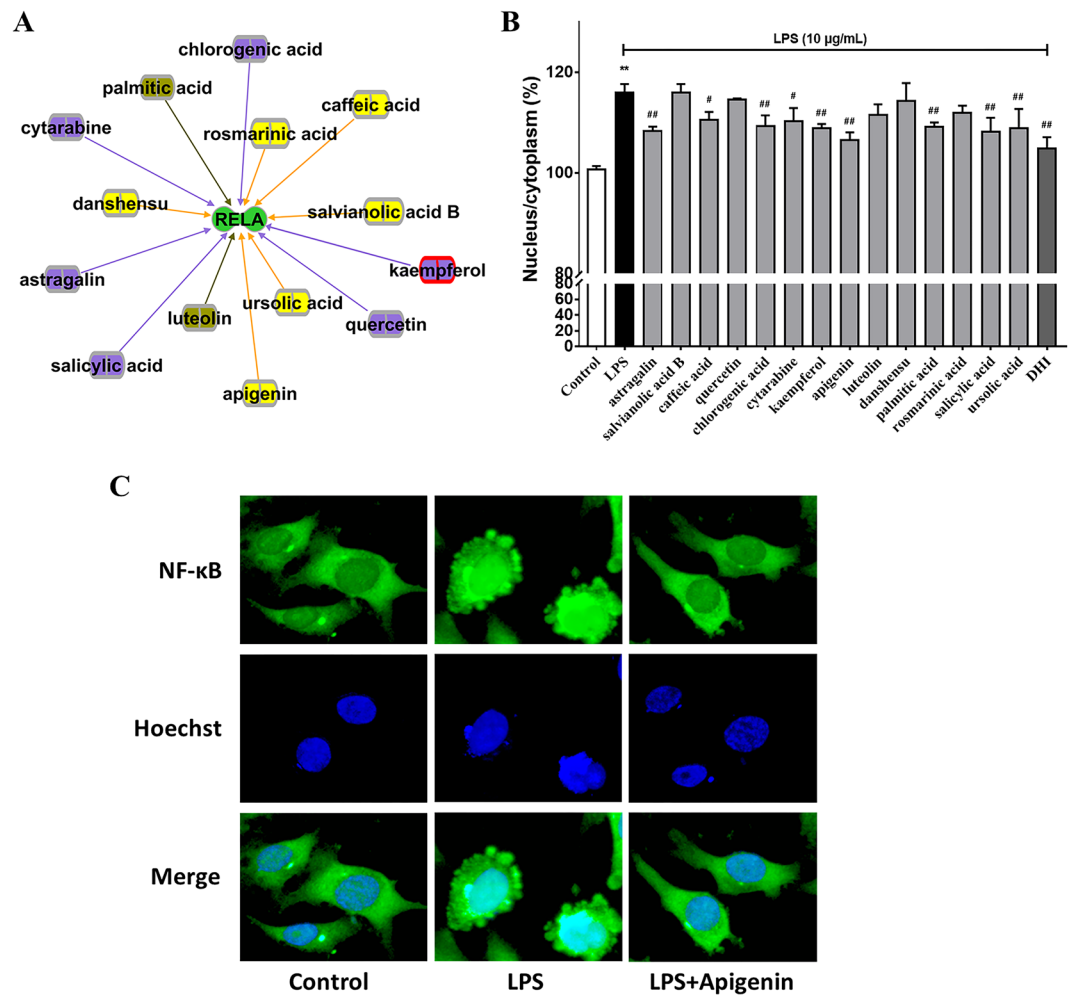 A
chlorogenic acid
palmitic acid
caffeic acid
cytarabine
rosmarinic acid
danshensu
RELA
salvianolic acid B
kaempferol
astragalin
ursolic acid
luteolin
quercetin
salicylic acid
apigenin
B
LPS (10 µg/mL)
Nucleus/cytoplasm (%)
120
100
80
80
60
40
20
0
**
##
#
##
#
##
##
##
##
##
##
Control
LPS
astragalin
salvianolic acid B
caffeic acid
quercetin
chlorogenic acid
cytarabine
kaempferol
apigenin
luteolin
danshensu
palmitic acid
rosmarinic acid
salicylic acid
ursolic acid
DHI
C
NF-κB
Hoechst
Merge
Control
LPS
LPS+Apigenin